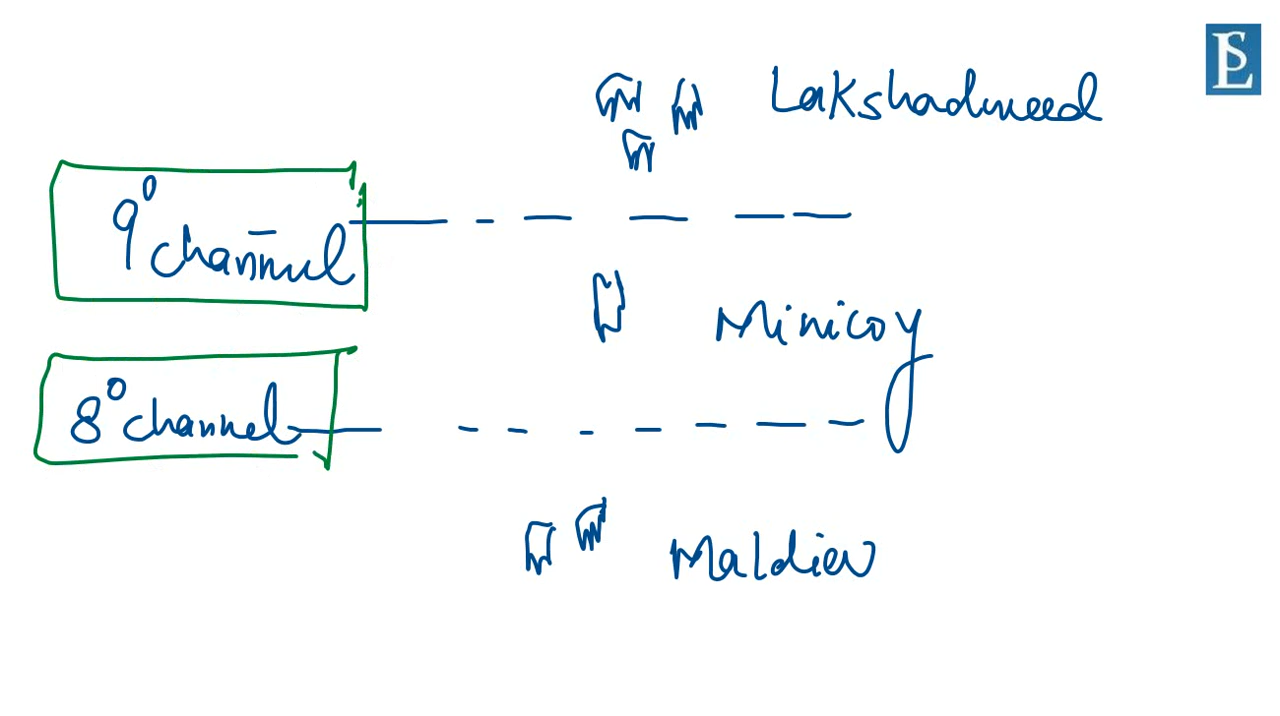 Lakshadweed
9° channel
Minicoy
8° channel
Maldiev